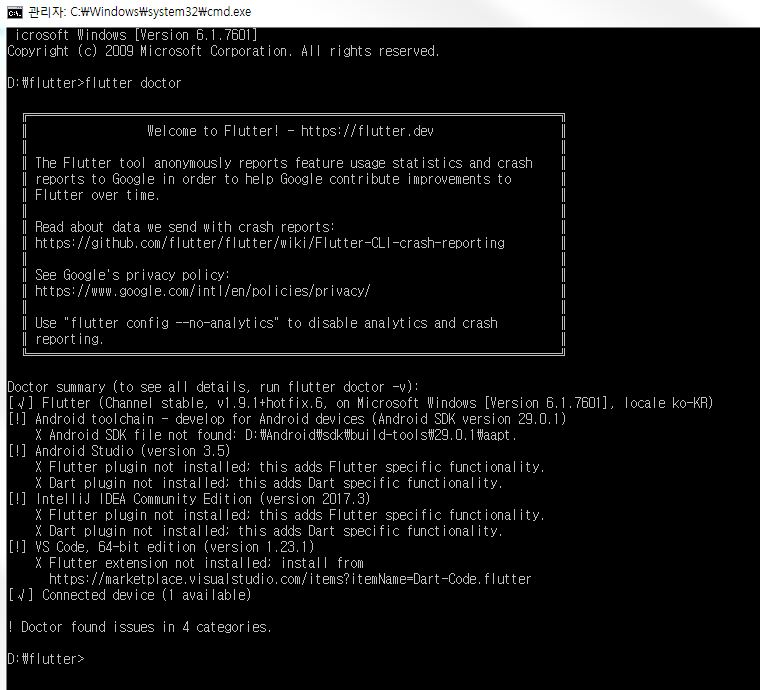 관리자: C:₩Windows₩system32₩cmd.exe
icrosoft Windows [Version 6.1.7601]
Copyright (c) 2009 Microsoft Corporation. All rights reserved.
D:₩flutter>flutter doctor
Welcome to Flutter! - https://flutter.dev
The Flutter tool anonymously reports feature usage statistics and crash
reports to Google in order to help Google contribute improvements to
Flutter over time.
Read about data we send with crash reports:
https://github.com/flutter/flutter/wiki/Flutter-CLI-crash-reporting
See Google's privacy policy:
https://www.google.com/intl/en/policies/privacy/
Use "flutter config --no-analytics" to disable analytics and crash
reporting.
Doctor summary (to see all details, run flutter doctor -v):
[√] Flutter (Channel stable, v1.9.1+hotfix.6, on Microsoft Windows [Version 6.1.7601], locale ko-KR)
[!] Android toolchain - develop for Android devices (Android SDK version 29.0.1)
X Android SDK file not found: D:₩Android₩sdk₩build-tools₩29.0.1₩aapt.
[!] Android Studio (version 3.5)
X Flutter plugin not installed; this adds Flutter specific functionality.
X Dart plugin not installed; this adds Dart specific functionality.
[!] IntelliJ IDEA Community Edition (version 2017.3)
X Flutter plugin not installed; this adds Flutter specific functionality.
X Dart plugin not installed; this adds Dart specific functionality.
[!] VS Code, 64-bit edition (version 1.23.1)
X Flutter extension not installed; install from
https://marketplace.visualstudio.com/items?itemName=Dart-Code.flutter
[√] Connected device (1 available)
! Doctor found issues in 4 categories.
D:₩flutter>